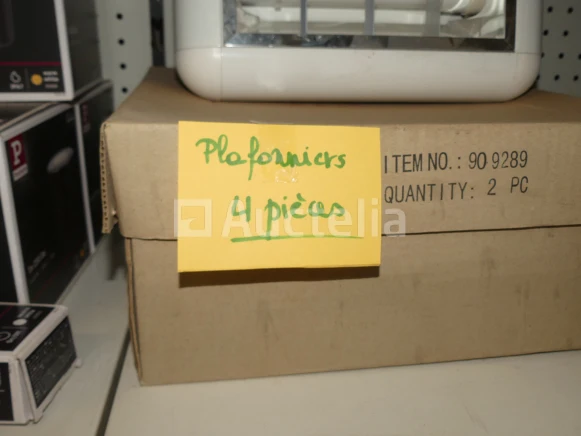 Plafonniers
4 pièces
ITEM NO.: 90 9289
QUANTITY: 2 PC
Auctelia
P